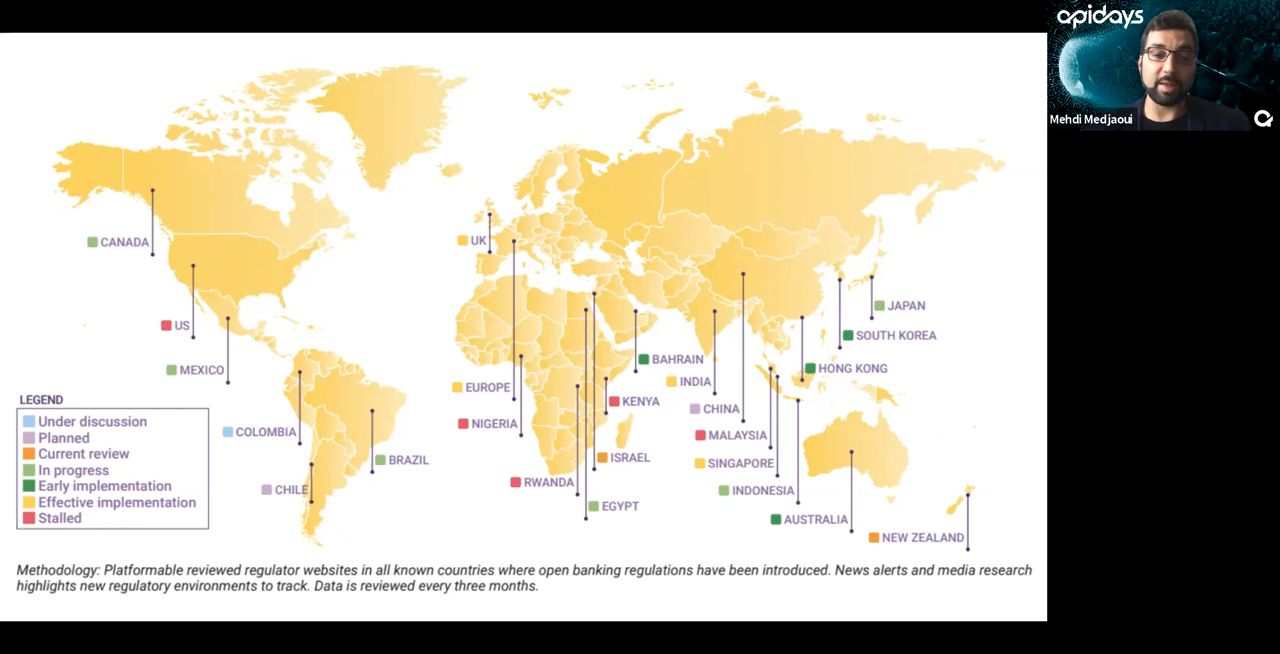 apidays
Mehdi Medjaoui
CANADA
UK
US
MEXICO
JAPAN
SOUTH KOREA
BAHRAIN
HONG KONG
EUROPE
INDIA
KENYA
CHINA
NIGERIA
MALAYSIA
COLOMBIA
BRAZIL
ISRAEL
SINGAPORE
CHILE
RWANDA
INDONESIA
EGYPT
AUSTRALIA
NEW ZEALAND
LEGEND
Under discussion
Planned
Current review
In progress
Early implementation
Effective implementation
Stalled
Methodology: Platformable reviewed regulator websites in all known countries where open banking regulations have been introduced. News alerts and media research
highlights new regulatory environments to track. Data is reviewed every three months.